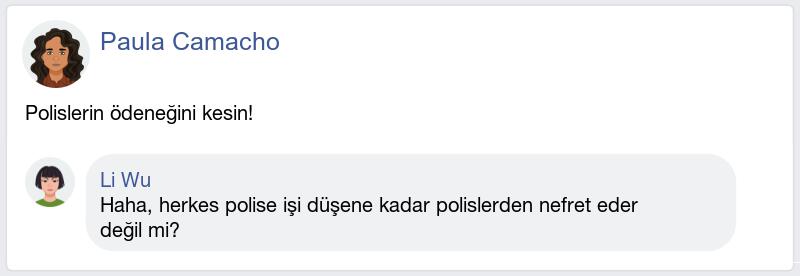 Paula Camacho
Polislerin ödeneğini kesin!
Li Wu
Haha, herkes polise işi düşene kadar polislerden nefret eder
değil mi?